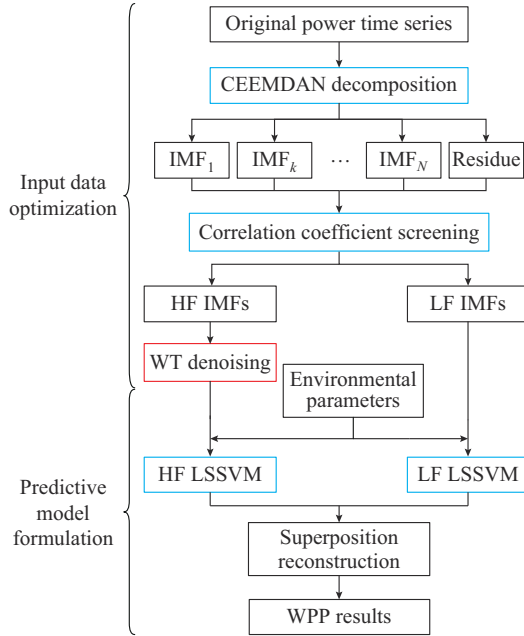 Original power time series
CEEMDAN decomposition
IMF₁
IMFₖ
...
IMF_N
Residue
Input data
optimization
Correlation coefficient screening
HF IMFs
LF IMFs
WT denoising
Environmental
parameters
HF LSSVM
LF LSSVM
Predictive
model
formulation
Superposition
reconstruction
WPP results